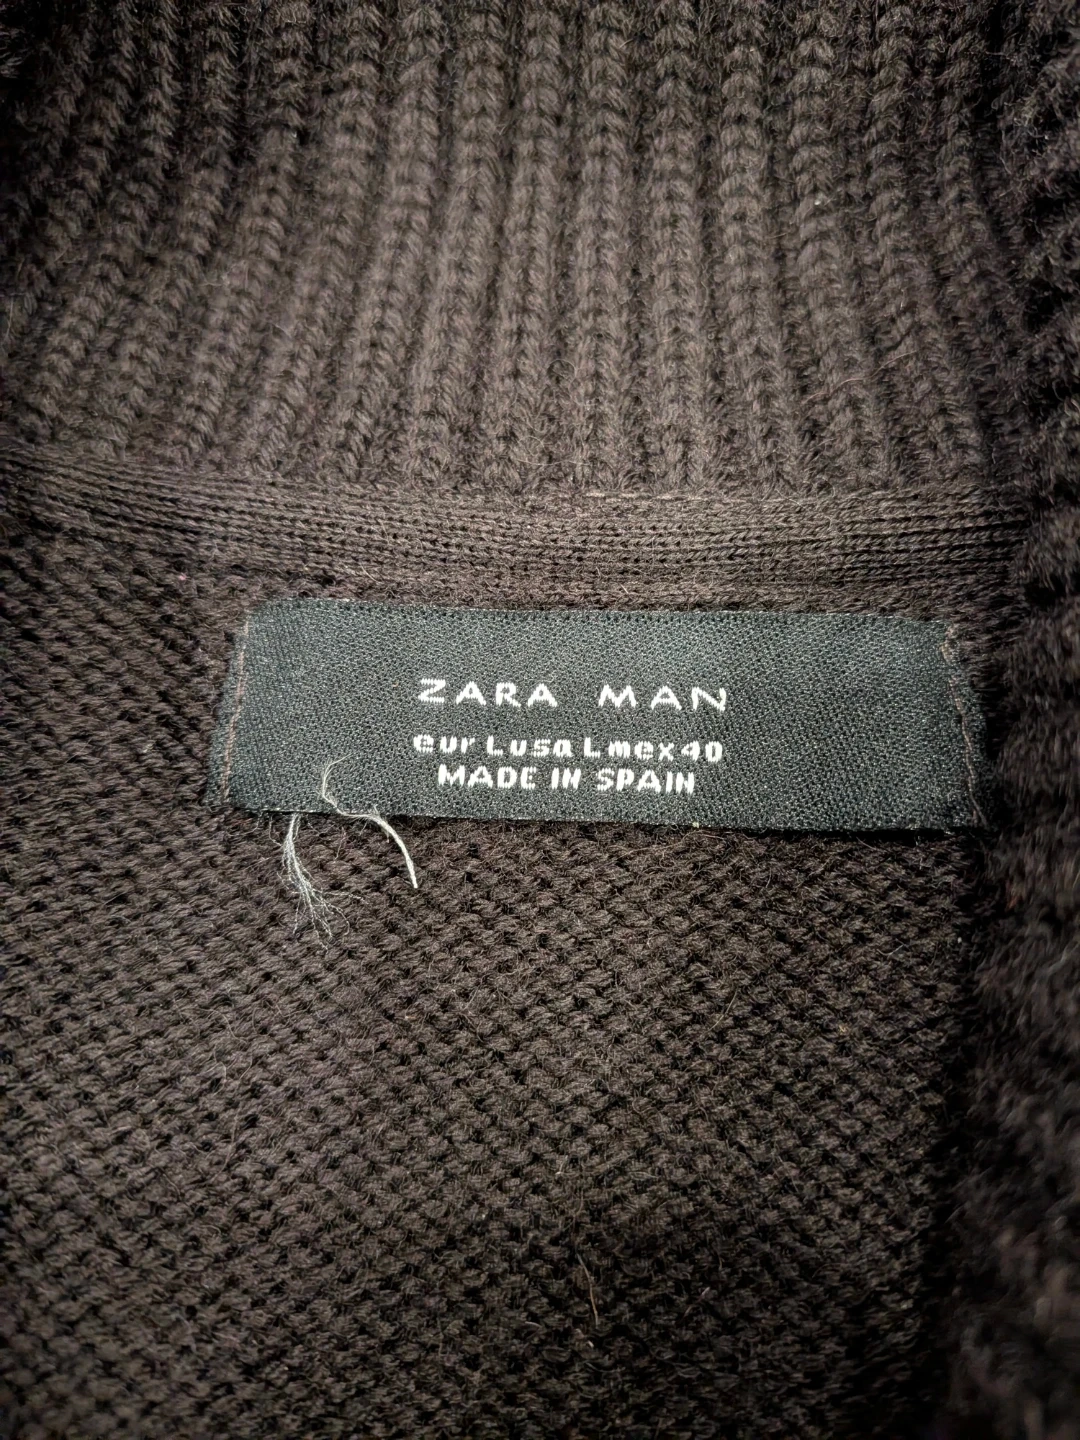 ZARA MAN
eur L usa L mex 40
MADE IN SPAIN